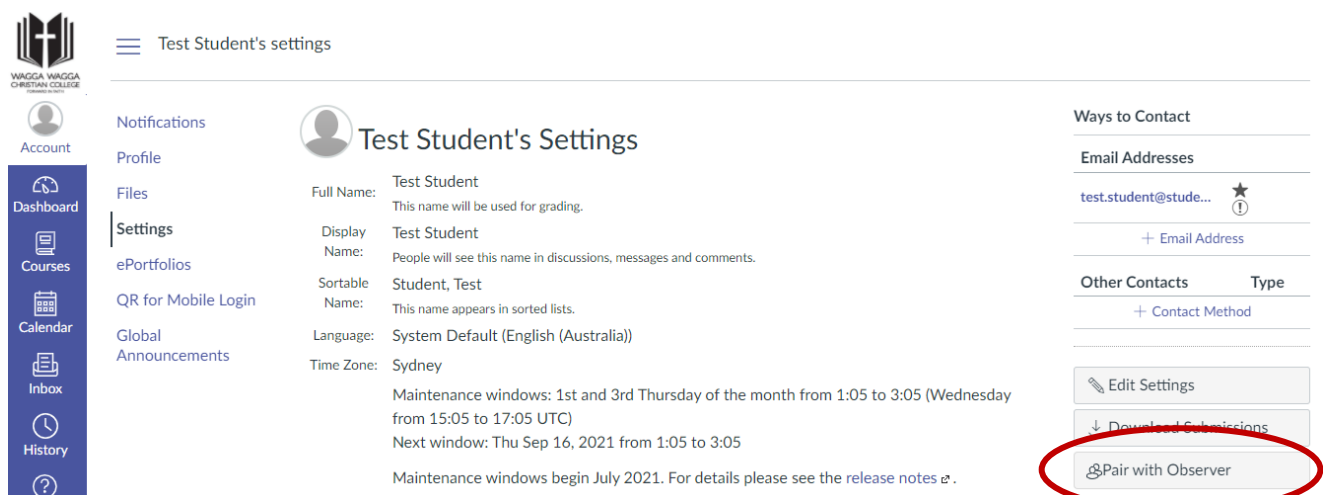 WAGGA WAGGA
CHRISTIAN COLLEGE
Test Student's settings
Account
Dashboard
Courses
Calendar
Inbox
History
Notifications
Profile
Files
Settings
ePortfolios
QR for Mobile Login
Global
Announcements
Test Student's Settings
Full Name: Test Student
This name will be used for grading.
Display Name: Test Student
People will see this name in discussions, messages and comments.
Sortable Name: Student, Test
This name appears in sorted lists.
Language: System Default (English (Australia))
Time Zone: Sydney
Maintenance windows: 1st and 3rd Thursday of the month from 1:05 to 3:05 (Wednesday
from 15:05 to 17:05 UTC)
Next window: Thu Sep 16, 2021 from 1:05 to 3:05
Maintenance windows begin July 2021. For details please see the release notes.
Ways to Contact
Email Addresses
test.student@stude...
+ Email Address
Other Contacts Type
+ Contact Method
Edit Settings
Download Submissions
Pair with Observer